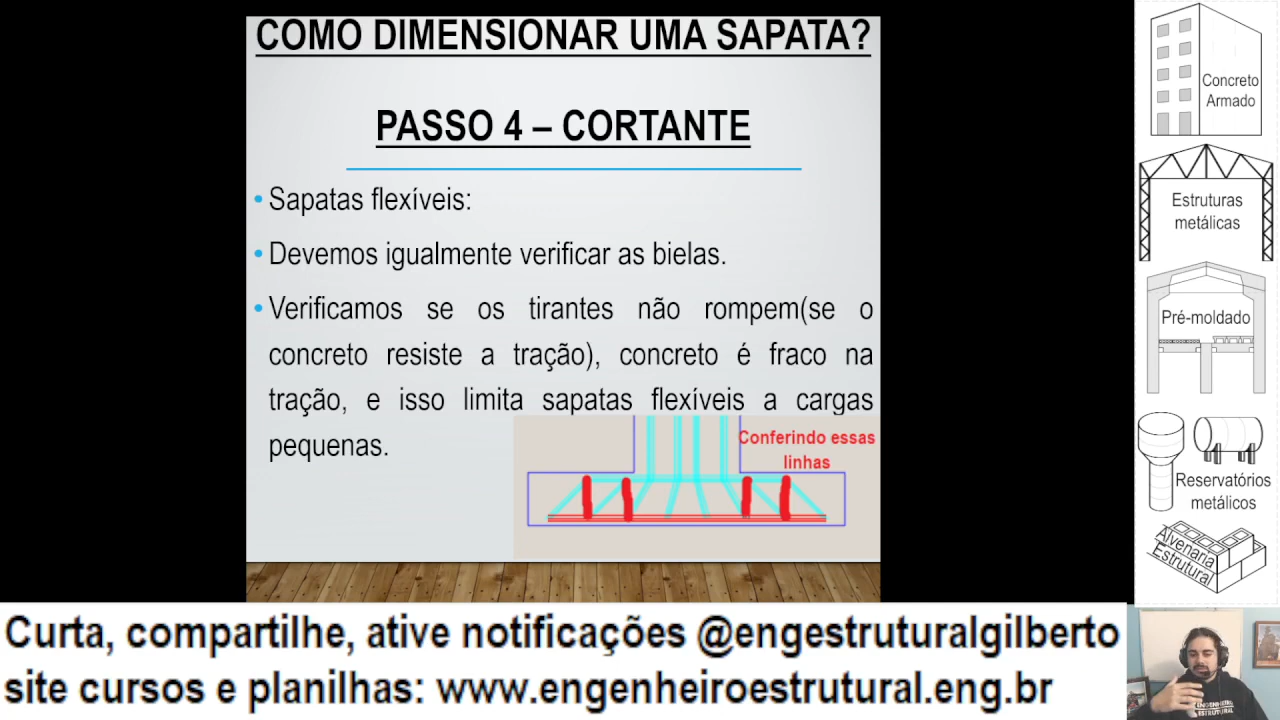 COMO DIMENSIONAR UMA SAPATA?
PASSO 4 – CORTANTE
• Sapatas flexíveis:
• Devemos igualmente verificar as bielas.
• Verificamos se os tirantes não rompem(se o
concreto resiste a tração), concreto é fraco na
tração, e isso limita sapatas flexíveis a cargas
pequenas.
Conferindo essas
linhas
Concreto
Armado
Estruturas
metálicas
Pré-moldado
Reservatórios
metálicos
Alvenaria
Estrutural
Curta, compartilhe, ative notificações @engestruturalgilberto
site cursos e planilhas: www.engenheiroestrutural.eng.br
ENGENHEIRO
ESTRUTURAL